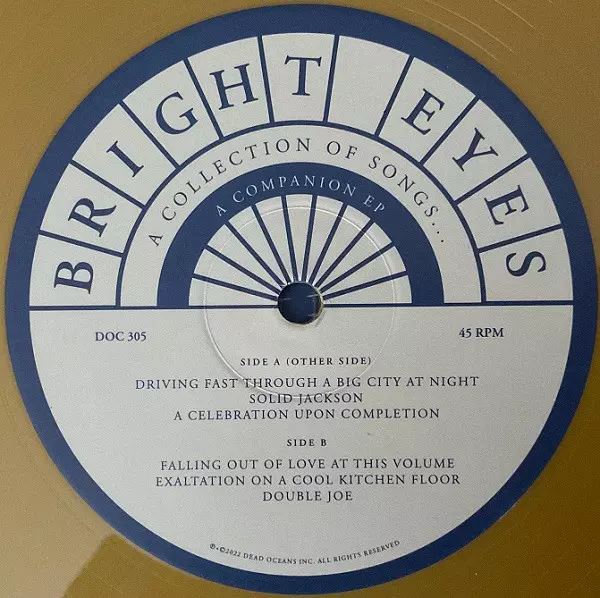 BRIGHT EYES
A COLLECTION OF SONGS...
A COMPANION EP
DOC 305
45 RPM
SIDE A (OTHER SIDE)
DRIVING FAST THROUGH A BIG CITY AT NIGHT
SOLID JACKSON
A CELEBRATION UPON COMPLETION
SIDE B
FALLING OUT OF LOVE AT THIS VOLUME
EXALTATION ON A COOL KITCHEN FLOOR
DOUBLE JOE
℗+©2022 DEAD OCEANS INC. ALL RIGHTS RESERVED